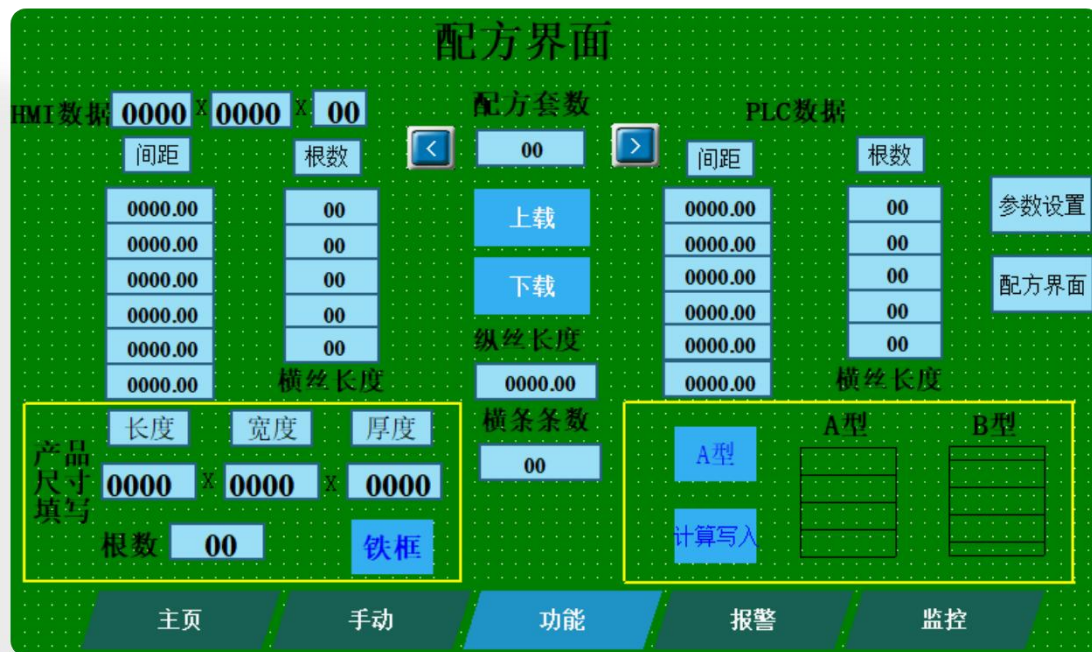 配方界面
HMI数据 0000 X 0000 X 00
配方套数
PLC数据
间距 根数 < 00 > 间距 根数
0000.00 00 上载 0000.00 00 参数设置
0000.00 00 0000.00 00
0000.00 00 下载 0000.00 00 配方界面
0000.00 00 0000.00 00
0000.00 00 纵丝长度 0000.00 00
0000.00 横丝长度 0000.00 0000.00 横丝长度
长度 宽度 厚度 横条条数 A型 B型
产品
尺寸
填写
0000 X 0000 X 0000 00 A型
根数 00 铁框 计算写入
主页 手动 功能 报警 监控